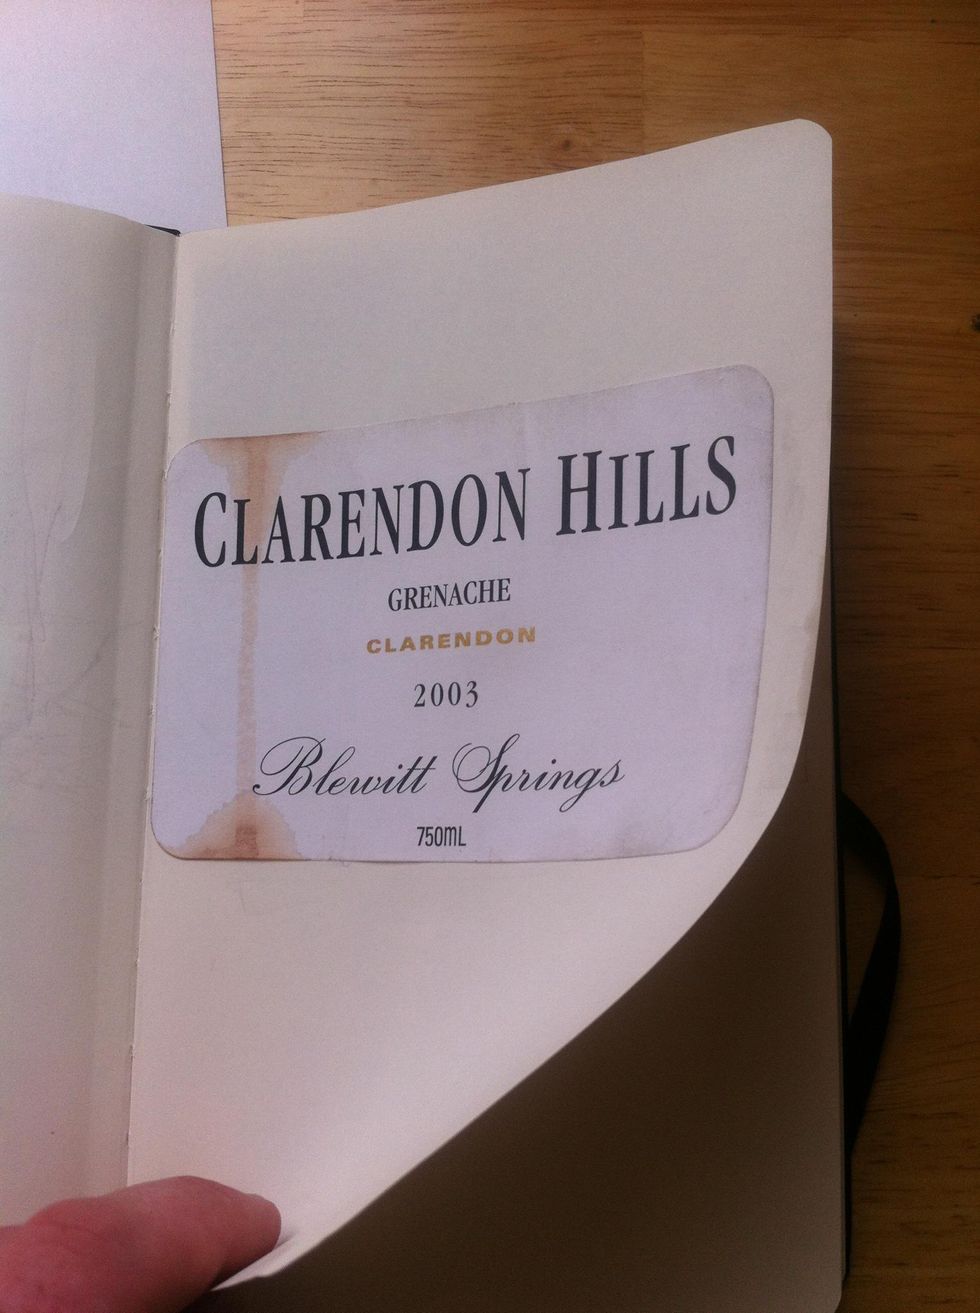 CLARENDON HILLS
GRENACHE
CLARENDON
2003
Blewitt Springs
750mL